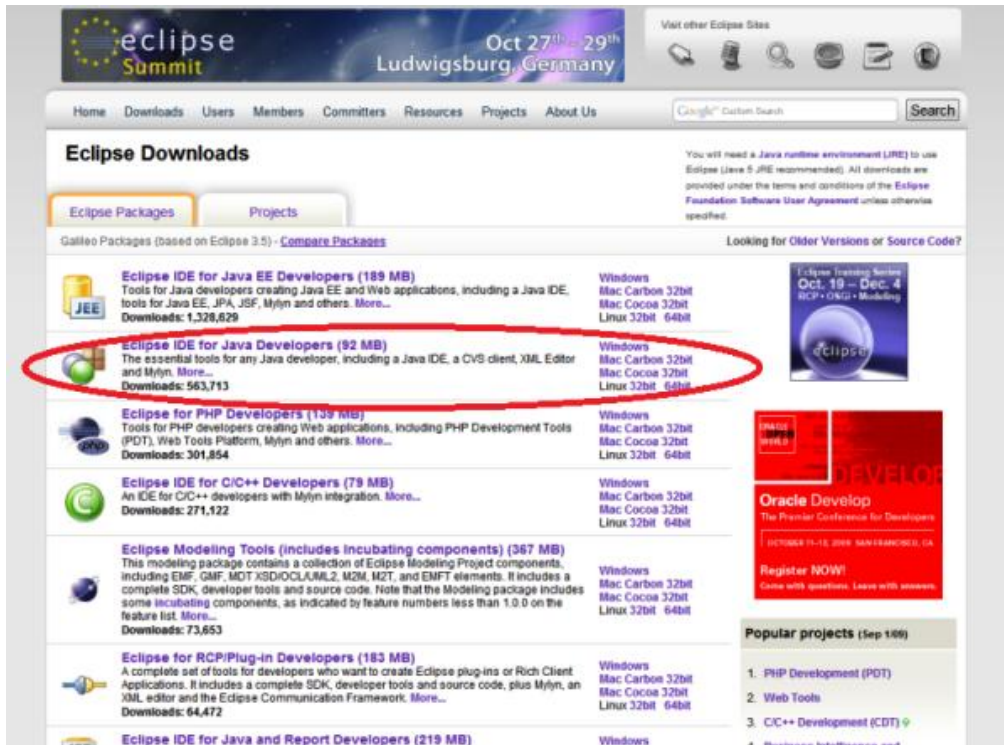 eclipse
Summit
Oct 27th - 29th
Ludwigsburg, Germany
Visit other Eclipse Sites
Home Downloads Users Members Committers Resources Projects About Us
Google™ Custom Search
Search
Eclipse Downloads
You will need a Java runtime environment (JRE) to use
Eclipse (Java 5 JRE recommended). All downloads are
provided under the terms and conditions of the Eclipse
Foundation Software User Agreement unless otherwise
specified.
Eclipse Packages
Projects
Galileo Packages (based on Eclipse 3.5) - Compare Packages
Looking for Older Versions or Source Code?
JEE
Eclipse IDE for Java EE Developers (189 MB)
Tools for Java developers creating Java EE and Web applications, including a Java IDE,
tools for Java EE, JPA, JSF, Mylyn and others. More...
Downloads: 1,328,629
Windows
Mac Carbon 32bit
Mac Cocoa 32bit
Linux 32bit 64bit
Eclipse IDE for Java Developers (92 MB)
The essential tools for any Java developer, including a Java IDE, a CVS client, XML Editor
and Mylyn. More...
Downloads: 563,713
Windows
Mac Carbon 32bit
Mac Cocoa 32bit
Linux 32bit 64bit
php
Eclipse for PHP Developers (139 MB)
Tools for PHP developers creating Web applications, including PHP Development Tools
(PDT), Web Tools Platform, Mylyn and others. More...
Downloads: 301,854
Windows
Mac Carbon 32bit
Mac Cocoa 32bit
Linux 32bit 64bit
C
Eclipse IDE for C/C++ Developers (79 MB)
An IDE for C/C++ developers with Mylyn integration. More...
Downloads: 271,122
Windows
Mac Carbon 32bit
Mac Cocoa 32bit
Linux 32bit 64bit
Eclipse Modeling Tools (includes Incubating components) (367 MB)
This modeling package contains a collection of Eclipse Modeling Project components,
including EMF, GMF, MDT XSD/OCL/UML2, M2M, M2T, and EMFT elements. It includes a
complete SDK, developer tools and source code. Note that the Modeling package includes
some incubating components, as indicated by feature numbers less than 1.0.0 on the
feature list. More...
Downloads: 73,653
Windows
Mac Carbon 32bit
Mac Cocoa 32bit
Linux 32bit 64bit
Eclipse for RCP/Plug-in Developers (183 MB)
A complete set of tools for developers who want to create Eclipse plug-ins or Rich Client
Applications. It includes a complete SDK, developer tools and source code, plus Mylyn, an
XML editor and the Eclipse Communication Framework. More...
Downloads: 64,472
Windows
Mac Carbon 32bit
Mac Cocoa 32bit
Linux 32bit 64bit
Eclipse IDE for Java and Report Developers (219 MB)
Windows
Eclipse Training Series
Oct. 19 – Dec. 4
RCP • OSGi • Modeling
eclipse
ORACLE
DEVELOP
Oracle Develop
The Premier Conference for Developers
OCTOBER 11–12, 2009 SAN FRANCISCO, CA
Register NOW!
Come with questions. Leave with answers.
Popular projects (Sep 1/09)
1. PHP Development (PDT)
2. Web Tools
3. C/C++ Development (CDT)